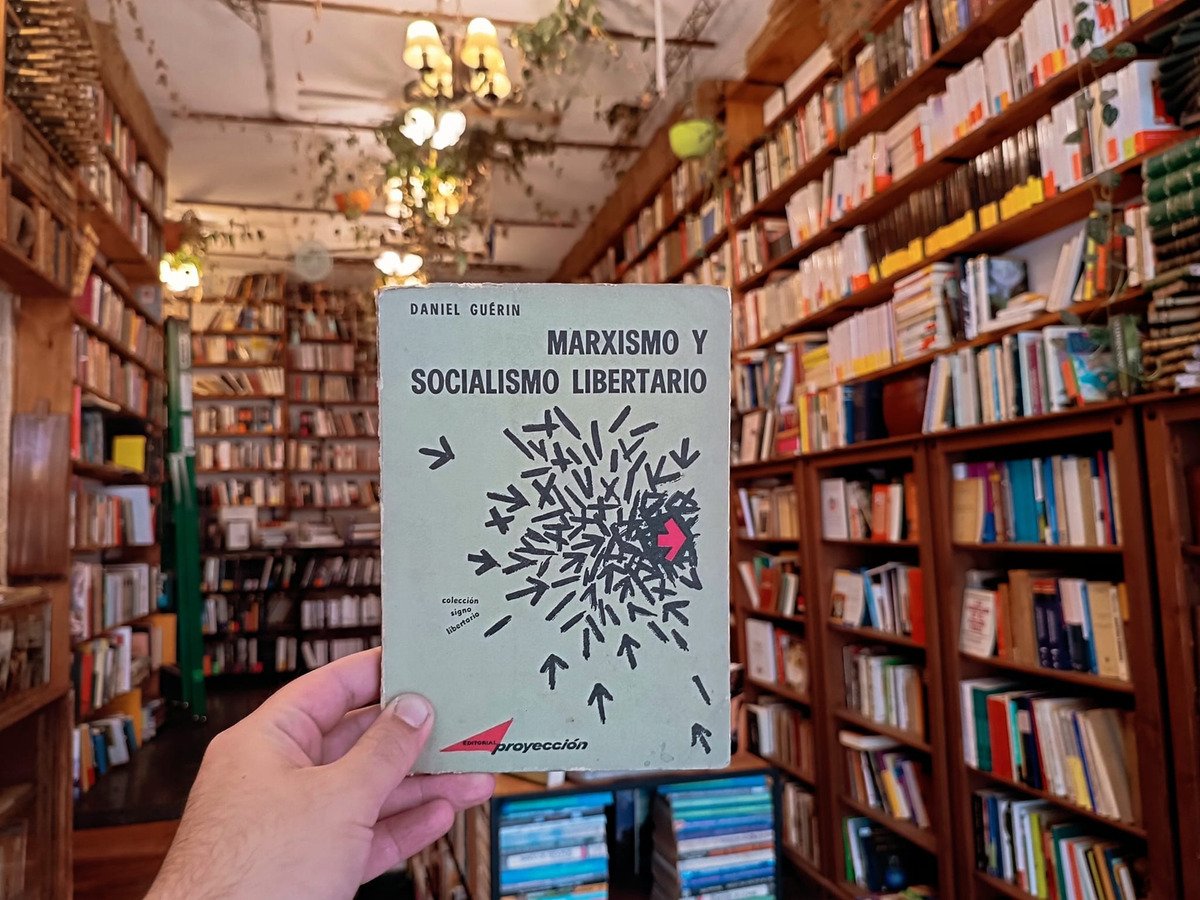 DANIEL GUÉRIN
MARXISMO Y
SOCIALISMO LIBERTARIO
colección
signo
libertario
EDITORIAL
proyección